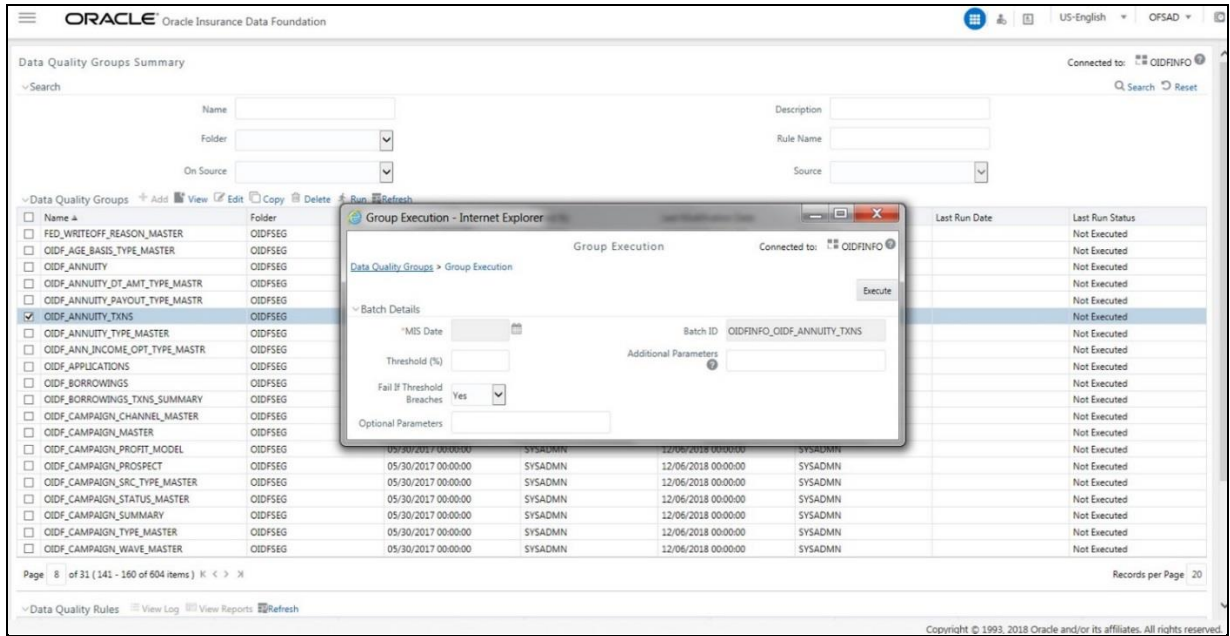 ORACLE Oracle Insurance Data Foundation US-English OFSAD
Data Quality Groups Summary Connected to: OIDFINFO
Search Search Reset
Name Description
Folder Rule Name
On Source Source
Data Quality Groups Add View Edit Copy Delete Run Refresh
Name Folder Last Run Date Last Run Status
FED_WRITEOFF_REASON_MASTER OIDFSEG Not Executed
OIDF_AGE_BASIS_TYPE_MASTER OIDFSEG Not Executed
OIDF_ANNUITY OIDFSEG Not Executed
OIDF_ANNUITY_DT_AMT_TYPE_MASTR OIDFSEG Not Executed
OIDF_ANNUITY_PAYOUT_TYPE_MASTR OIDFSEG Not Executed
OIDF_ANNUITY_TXNS OIDFSEG Not Executed
OIDF_ANNUITY_TYPE_MASTER OIDFSEG Not Executed
OIDF_ANN_INCOME_OPT_TYPE_MASTR OIDFSEG Not Executed
OIDF_APPLICATIONS OIDFSEG Not Executed
OIDF_BORROWINGS OIDFSEG Not Executed
OIDF_BORROWINGS_TXNS_SUMMARY OIDFSEG Not Executed
OIDF_CAMPAIGN_CHANNEL_MASTER OIDFSEG Not Executed
OIDF_CAMPAIGN_MASTER OIDFSEG Not Executed
OIDF_CAMPAIGN_PROFIT_MODEL OIDFSEG 05/30/2017 00:00:00 SYSADMN 12/06/2018 00:00:00 SYSADMN Not Executed
OIDF_CAMPAIGN_PROSPECT OIDFSEG 05/30/2017 00:00:00 SYSADMN 12/06/2018 00:00:00 SYSADMN Not Executed
OIDF_CAMPAIGN_SRC_TYPE_MASTER OIDFSEG 05/30/2017 00:00:00 SYSADMN 12/06/2018 00:00:00 SYSADMN Not Executed
OIDF_CAMPAIGN_STATUS_MASTER OIDFSEG 05/30/2017 00:00:00 SYSADMN 12/06/2018 00:00:00 SYSADMN Not Executed
OIDF_CAMPAIGN_SUMMARY OIDFSEG 05/30/2017 00:00:00 SYSADMN 12/06/2018 00:00:00 SYSADMN Not Executed
OIDF_CAMPAIGN_TYPE_MASTER OIDFSEG 05/30/2017 00:00:00 SYSADMN 12/06/2018 00:00:00 SYSADMN Not Executed
OIDF_CAMPAIGN_WAVE_MASTER OIDFSEG 05/30/2017 00:00:00 SYSADMN 12/06/2018 00:00:00 SYSADMN Not Executed
Group Execution - Internet Explorer
Group Execution Connected to: OIDFINFO
Data Quality Groups > Group Execution
Execute
Batch Details
*MIS Date Batch ID OIDFINFO_OIDF_ANNUITY_TXNS
Threshold (%) Additional Parameters
Fail If Threshold
Breaches Yes
Optional Parameters
Page 8 of 31 ( 141 - 160 of 604 items ) Records per Page 20
Data Quality Rules View Log View Reports Refresh
Copyright © 1993, 2018 Oracle and/or its affiliates. All rights reserved.